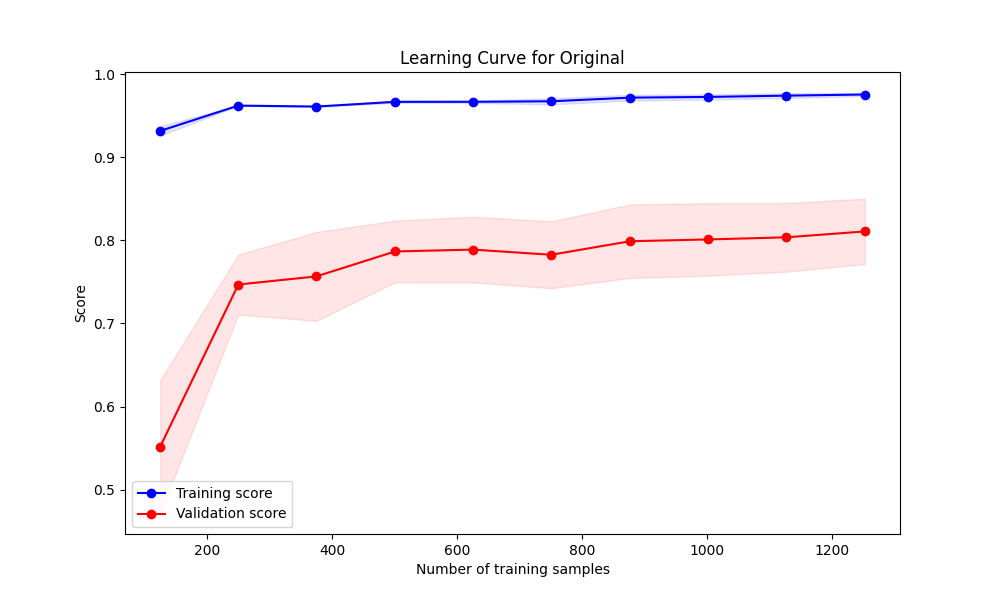 Learning Curve for Original
1.0
0.9
0.8
0.7
0.6
0.5
Score
Training score
Validation score
200 400 600 800 1000 1200
Number of training samples